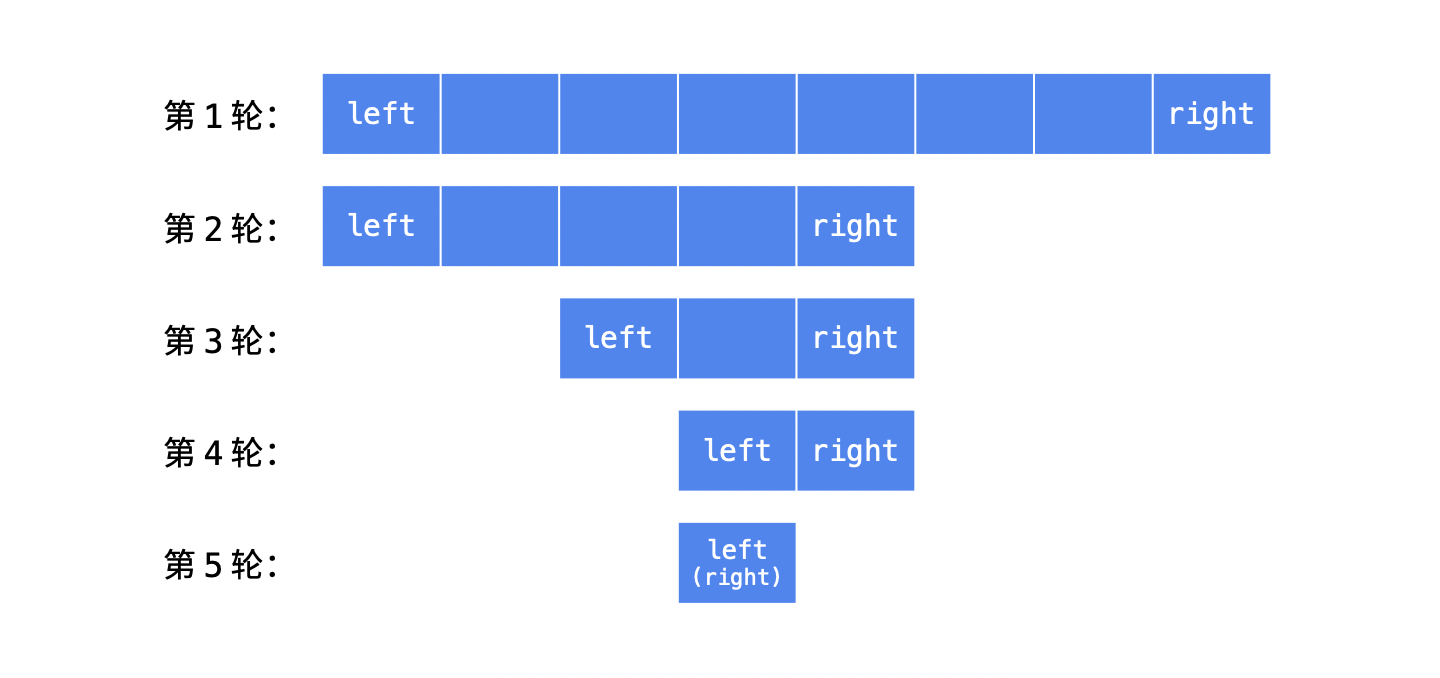 第 1 轮: left right
第 2 轮: left right
第 3 轮: left right
第 4 轮: left right
第 5 轮: left
(right)